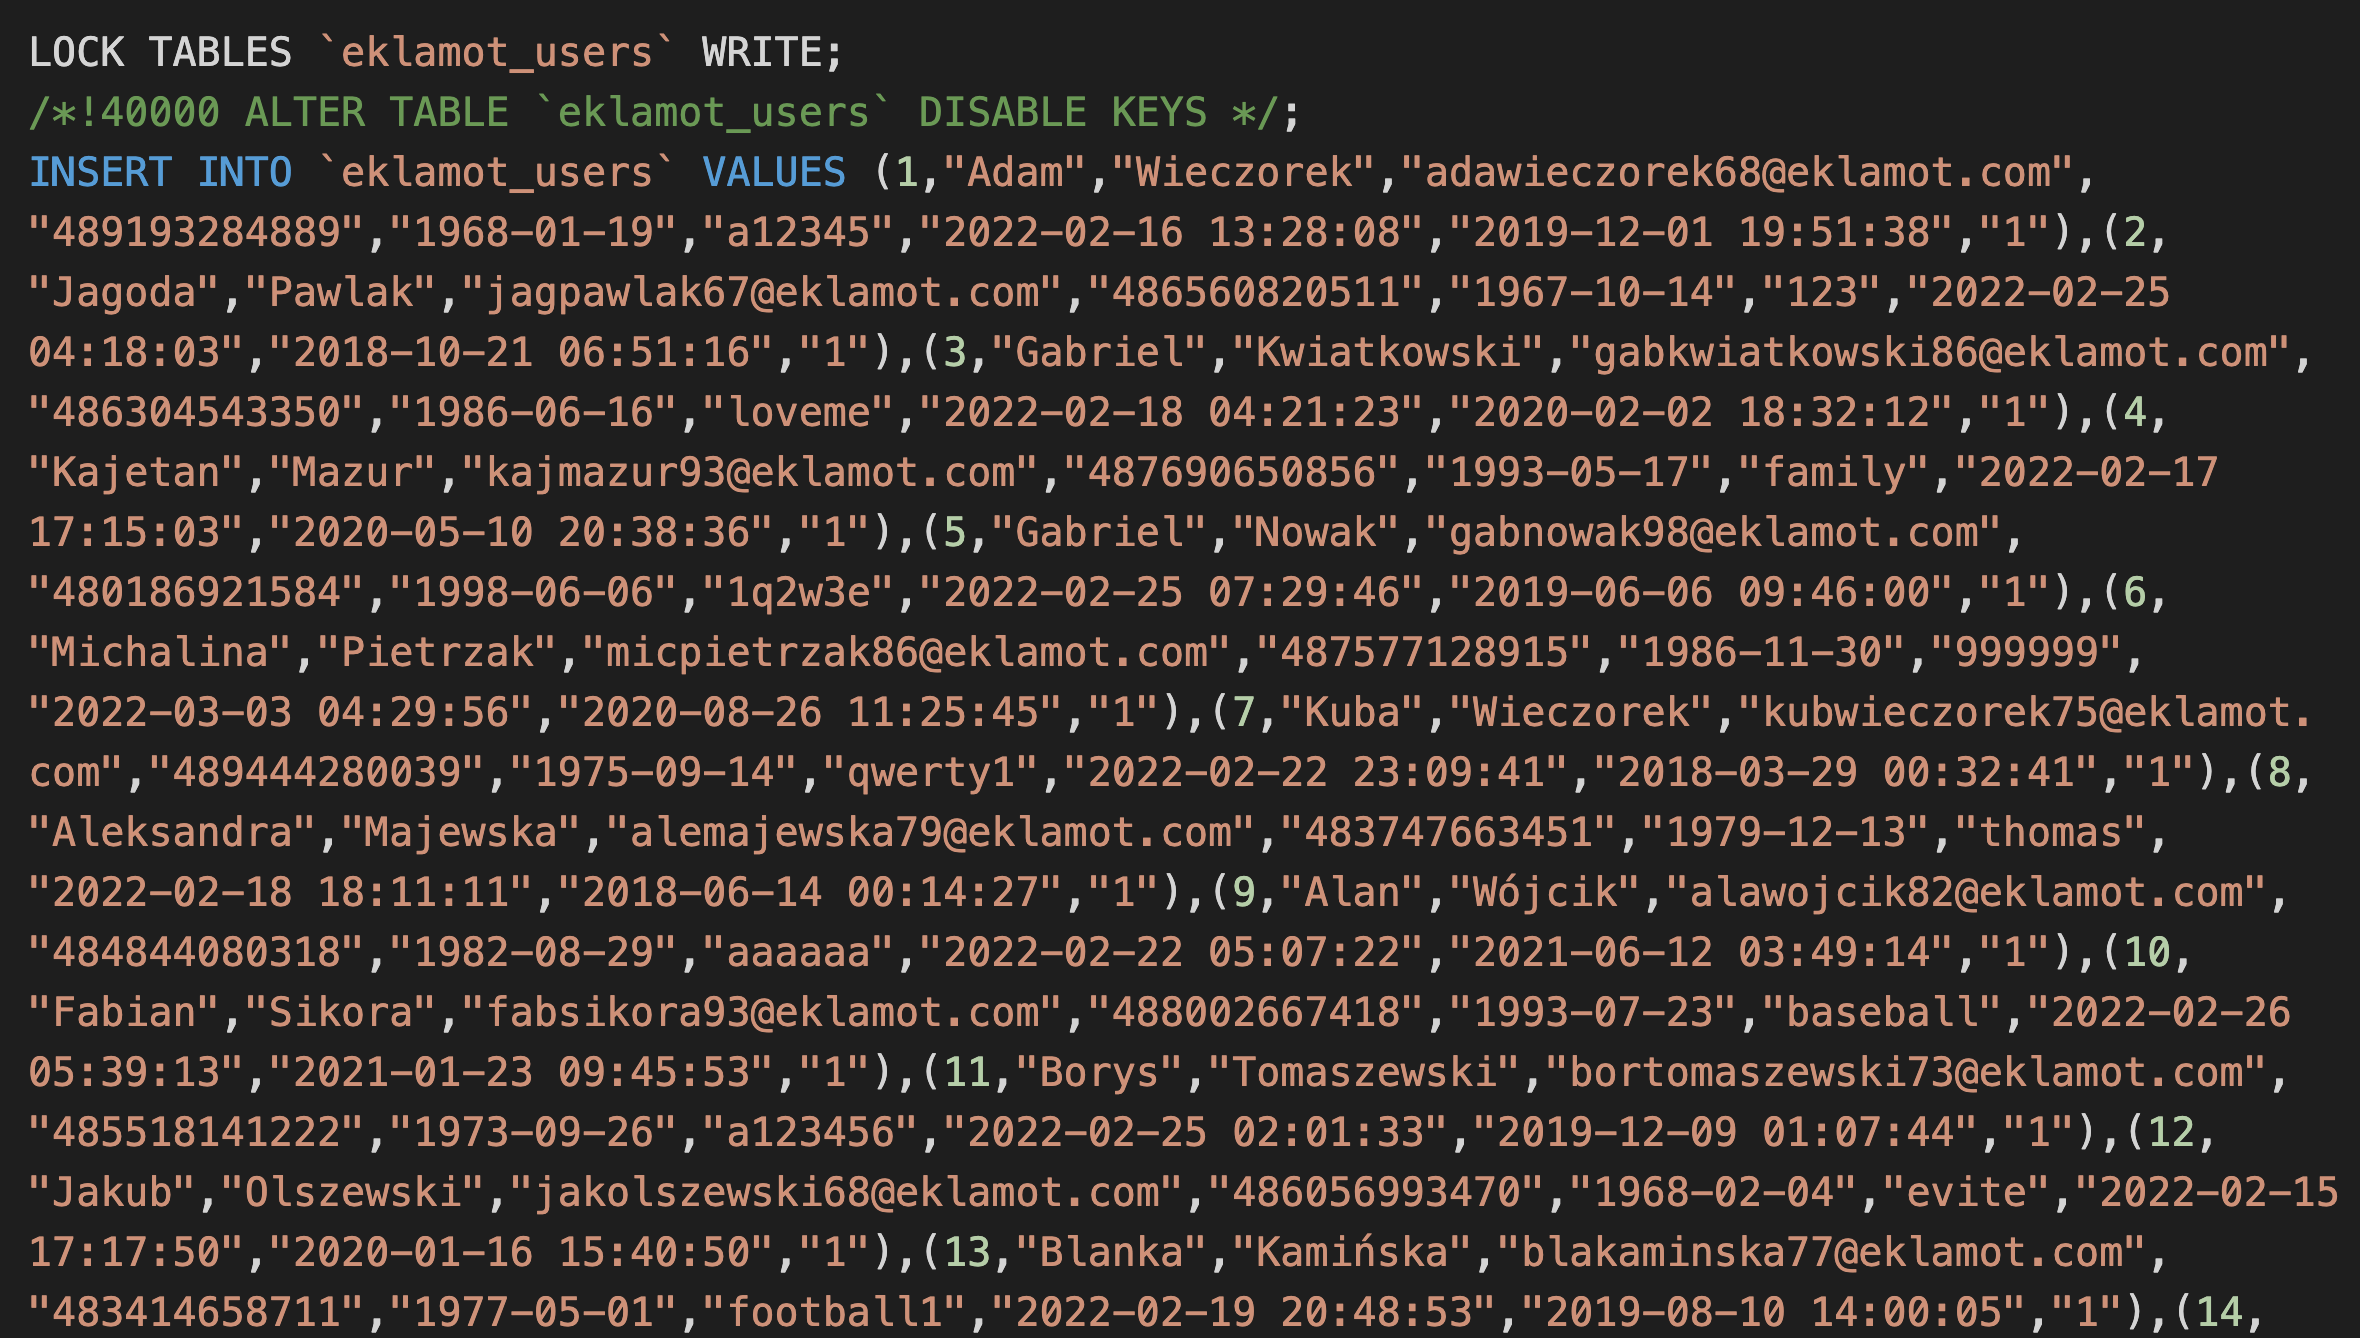 LOCK TABLES `eklamot_users` WRITE;
/*!40000 ALTER TABLE `eklamot_users` DISABLE KEYS */;
INSERT INTO `eklamot_users` VALUES (1,"Adam","Wieczorek","adawieczorek68@eklamot.com",
"489193284889","1968-01-19","a12345","2022-02-16 13:28:08","2019-12-01 19:51:38","1"),(2,
"Jagoda","Pawlak","jagpawlak67@eklamot.com","486560820511","1967-10-14","123","2022-02-25
04:18:03","2018-10-21 06:51:16","1"),(3,"Gabriel","Kwiatkowski","gabkwiatkowski86@eklamot.com",
"486304543350","1986-06-16","loveme","2022-02-18 04:21:23","2020-02-02 18:32:12","1"),(4,
"Kajetan","Mazur","kajmazur93@eklamot.com","487690650856","1993-05-17","family","2022-02-17
17:15:03","2020-05-10 20:38:36","1"),(5,"Gabriel","Nowak","gabnowak98@eklamot.com",
"480186921584","1998-06-06","1q2w3e","2022-02-25 07:29:46","2019-06-06 09:46:00","1"),(6,
"Michalina","Pietrzak","micpietrzak86@eklamot.com","487577128915","1986-11-30","999999",
"2022-03-03 04:29:56","2020-08-26 11:25:45","1"),(7,"Kuba","Wieczorek","kubwieczorek75@eklamot.
com","489444280039","1975-09-14","qwerty1","2022-02-22 23:09:41","2018-03-29 00:32:41","1"),(8,
"Aleksandra","Majewska","alemajewska79@eklamot.com","483747663451","1979-12-13","thomas",
"2022-02-18 18:11:11","2018-06-14 00:14:27","1"),(9,"Alan","Wójcik","alawojcik82@eklamot.com",
"484844080318","1982-08-29","aaaaaa","2022-02-22 05:07:22","2021-06-12 03:49:14","1"),(10,
"Fabian","Sikora","fabsikora93@eklamot.com","488002667418","1993-07-23","baseball","2022-02-26
05:39:13","2021-01-23 09:45:53","1"),(11,"Borys","Tomaszewski","bortomaszewski73@eklamot.com",
"485518141222","1973-09-26","a123456","2022-02-25 02:01:33","2019-12-09 01:07:44","1"),(12,
"Jakub","Olszewski","jakolszewski68@eklamot.com","486056993470","1968-02-04","evite","2022-02-15
17:17:50","2020-01-16 15:40:50","1"),(13,"Blanka","Kamińska","blakaminska77@eklamot.com",
"483414658711","1977-05-01","football1","2022-02-19 20:48:53","2019-08-10 14:00:05","1"),(14,